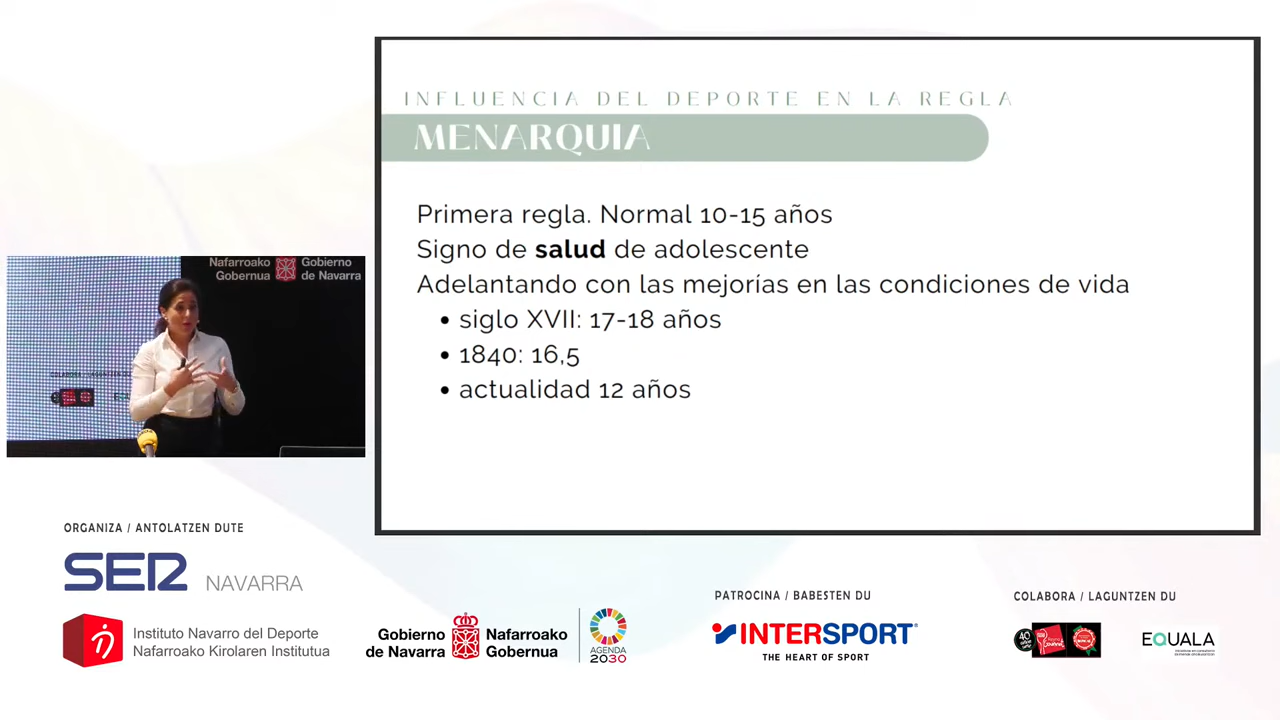 INFLUENCIA DEL DEPORTE EN LA REGLA
MENARQUIA
Primera regla. Normal 10-15 años
Signo de salud de adolescente
Adelantando con las mejorías en las condiciones de vida
• siglo XVII: 17-18 años
• 1840: 16,5
• actualidad 12 años
Nafarroako Gobernua
Gobierno de Navarra
ORGANIZA / ANTOLATZEN DUTE
SER NAVARRA
Instituto Navarro del Deporte
Nafarroako Kirolaren Institutua
Gobierno de Navarra
Nafarroako Gobernua
AGENDA 2030
PATROCINA / BABESTEN DU
INTERSPORT
THE HEART OF SPORT
COLABORA / LAGUNTZEN DU
40
EQUALA